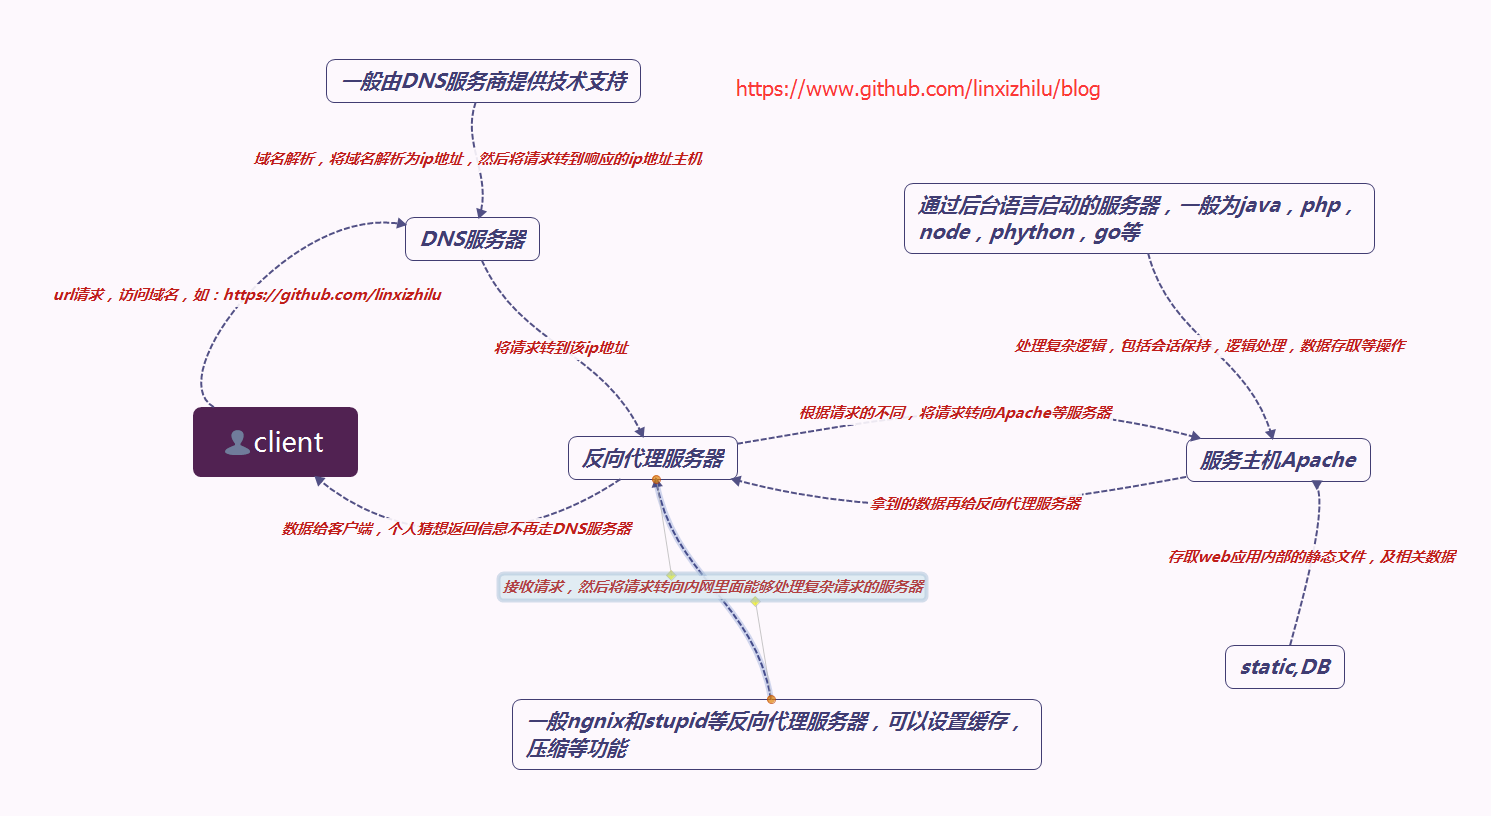 一般由DNS服务商提供技术支持
https://www.github.com/linxizhilu/blog
域名解析，将域名解析为ip地址，然后将请求转到响应的ip地址主机
通过后台语言启动的服务器，一般为java，php，
node，phython，go等
DNS服务器
url请求，访问域名，如：https://github.com/linxizhilu
将请求转到该ip地址
处理复杂逻辑，包括会话保持，逻辑处理，数据存取等操作
根据请求的不同，将请求转向Apache等服务器
client
反向代理服务器
服务主机Apache
拿到的数据再给反向代理服务器
数据给客户端，个人猜想返回信息不再走DNS服务器
存取web应用内部的静态文件，及相关数据
接收请求，然后将请求转向内网里面能够处理复杂请求的服务器
static,DB
一般ngnix和stupid等反向代理服务器，可以设置缓存，
压缩等功能